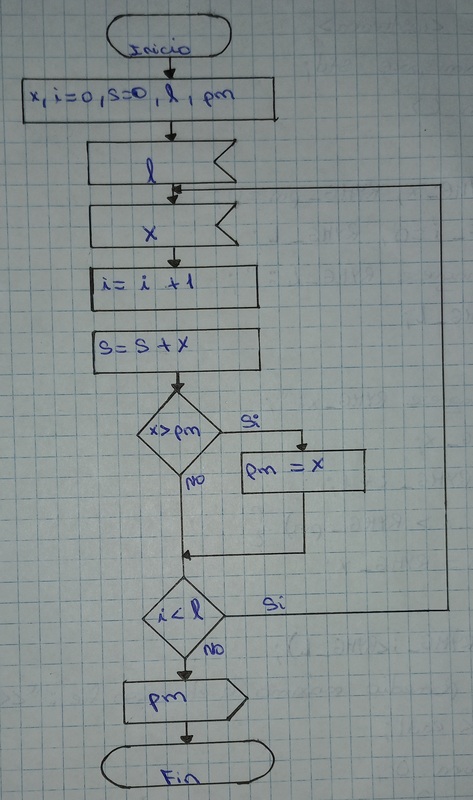 Inicio
x, i=0, s=0, l, pm
l
x
i= i +1
s= s + x
x>pm
Si
pm = x
NO
i< l
Si
NO
pm
Fin